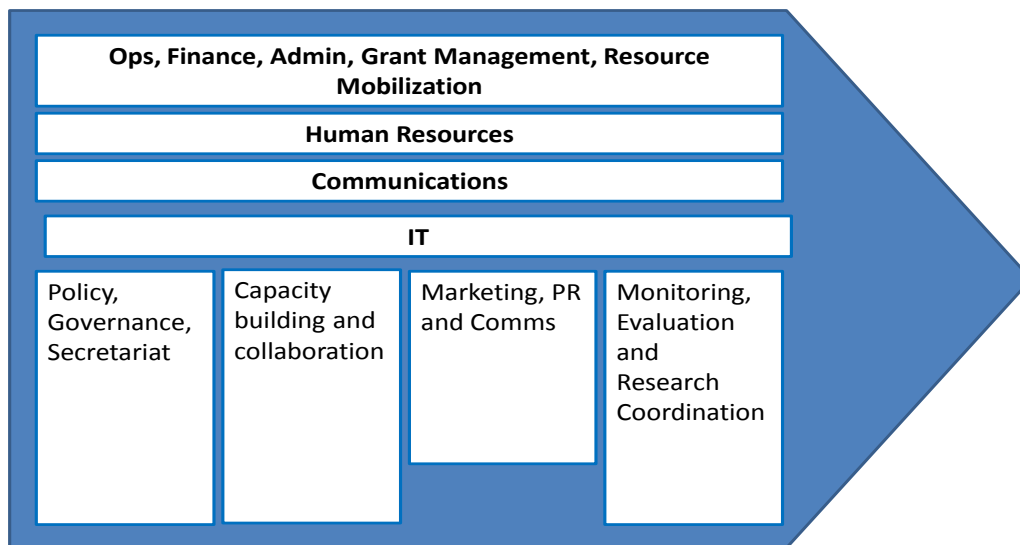 Ops, Finance, Admin, Grant Management, Resource
Mobilization
Human Resources
Communications
IT
Policy,
Governance,
Secretariat
Capacity
building and
collaboration
Marketing, PR
and Comms
Monitoring,
Evaluation
and
Research
Coordination